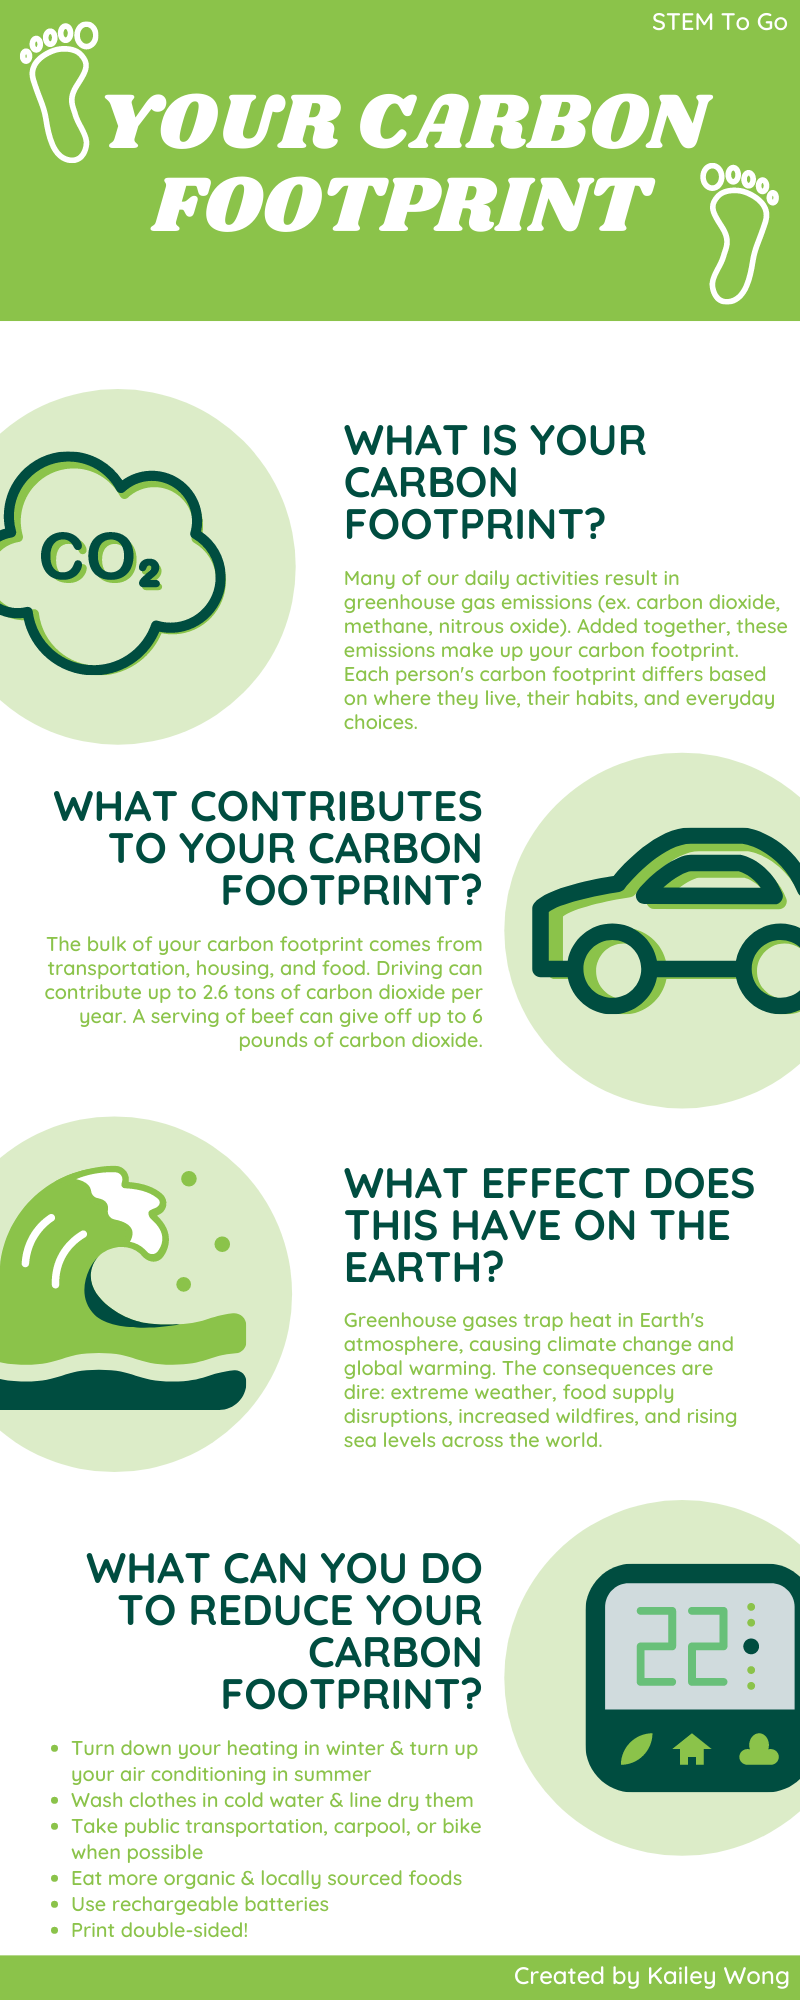 STEM To Go
YOUR CARBON
FOOTPRINT
WHAT IS YOUR
CARBON
FOOTPRINT?
CO₂
Many of our daily activities result in
greenhouse gas emissions (ex. carbon dioxide,
methane, nitrous oxide). Added together, these
emissions make up your carbon footprint.
Each person's carbon footprint differs based
on where they live, their habits, and everyday
choices.
WHAT CONTRIBUTES
TO YOUR CARBON
FOOTPRINT?
The bulk of your carbon footprint comes from
transportation, housing, and food. Driving can
contribute up to 2.6 tons of carbon dioxide per
year. A serving of beef can give off up to 6
pounds of carbon dioxide.
WHAT EFFECT DOES
THIS HAVE ON THE
EARTH?
Greenhouse gases trap heat in Earth's
atmosphere, causing climate change and
global warming. The consequences are
dire: extreme weather, food supply
disruptions, increased wildfires, and rising
sea levels across the world.
WHAT CAN YOU DO
TO REDUCE YOUR
CARBON
FOOTPRINT?
22
• Turn down your heating in winter & turn up
your air conditioning in summer
• Wash clothes in cold water & line dry them
• Take public transportation, carpool, or bike
when possible
• Eat more organic & locally sourced foods
• Use rechargeable batteries
• Print double-sided!
Created by Kailey Wong